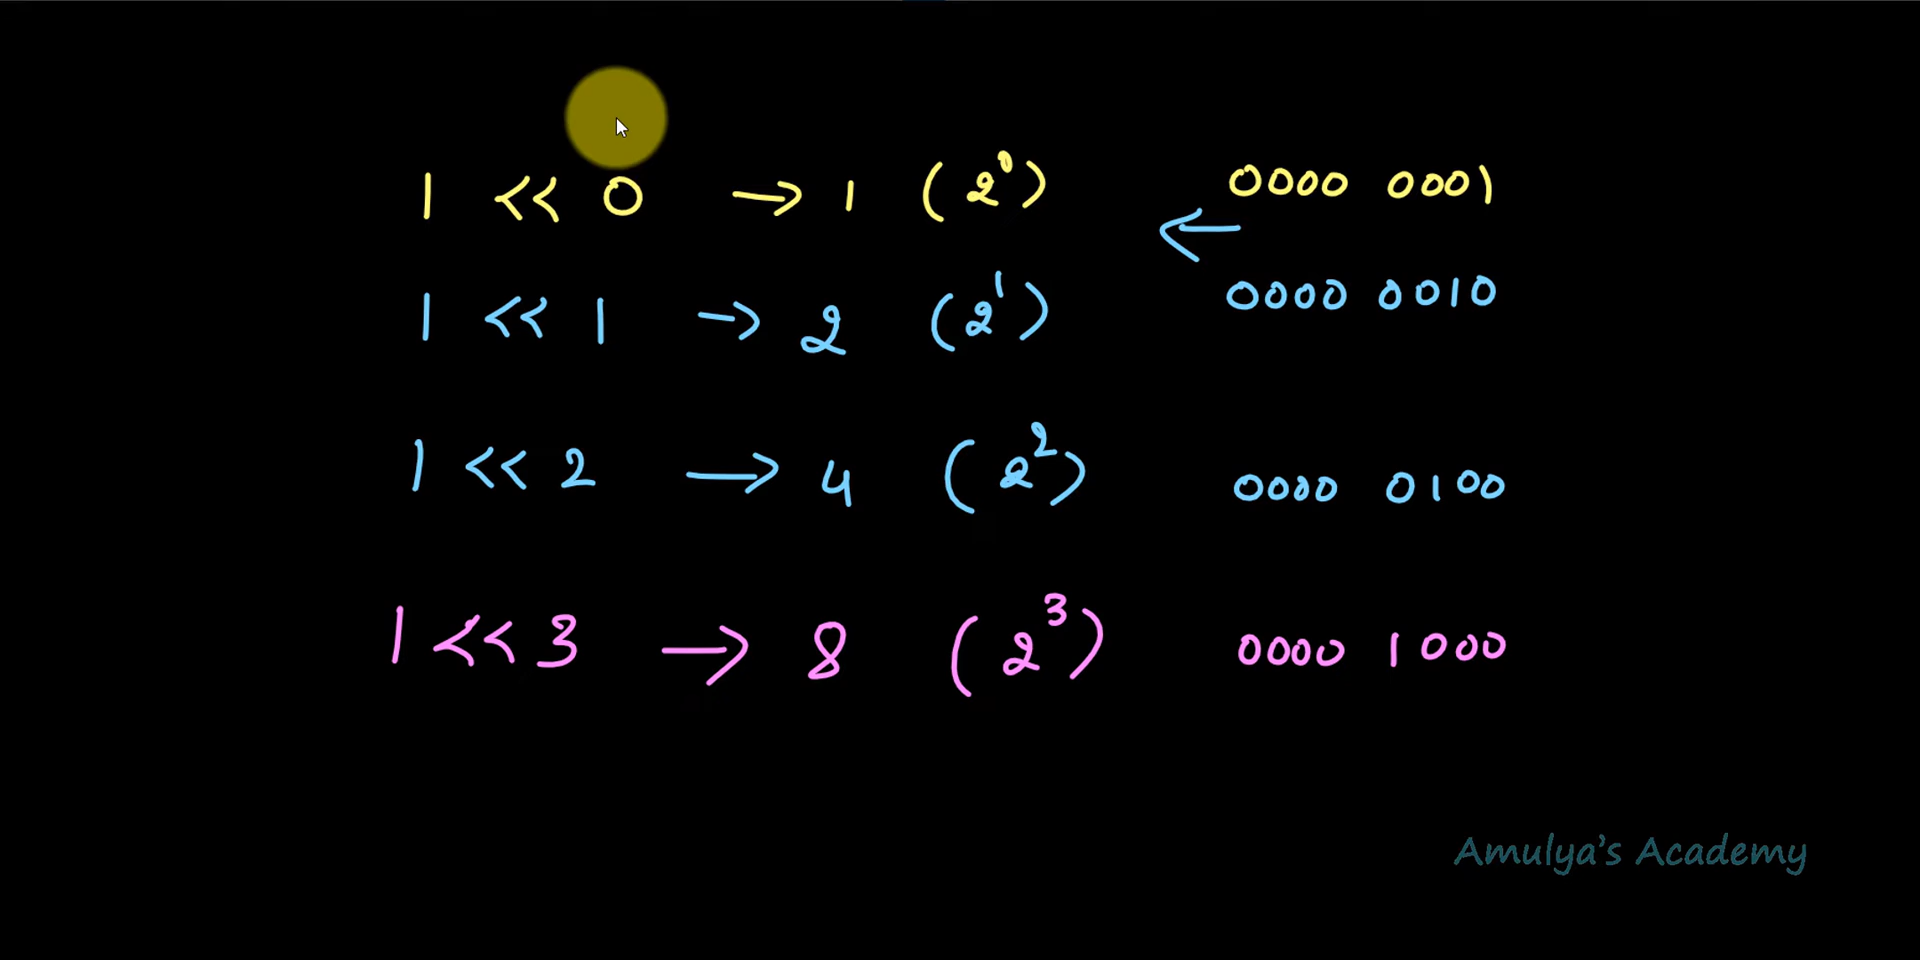 1 << 0 → 1 (2⁰) 0000 0001
←
1 << 1 → 2 (2¹) 0000 0010
1 << 2 → 4 (2²) 0000 0100
1 << 3 → 8 (2³) 0000 1000
Amulya's Academy